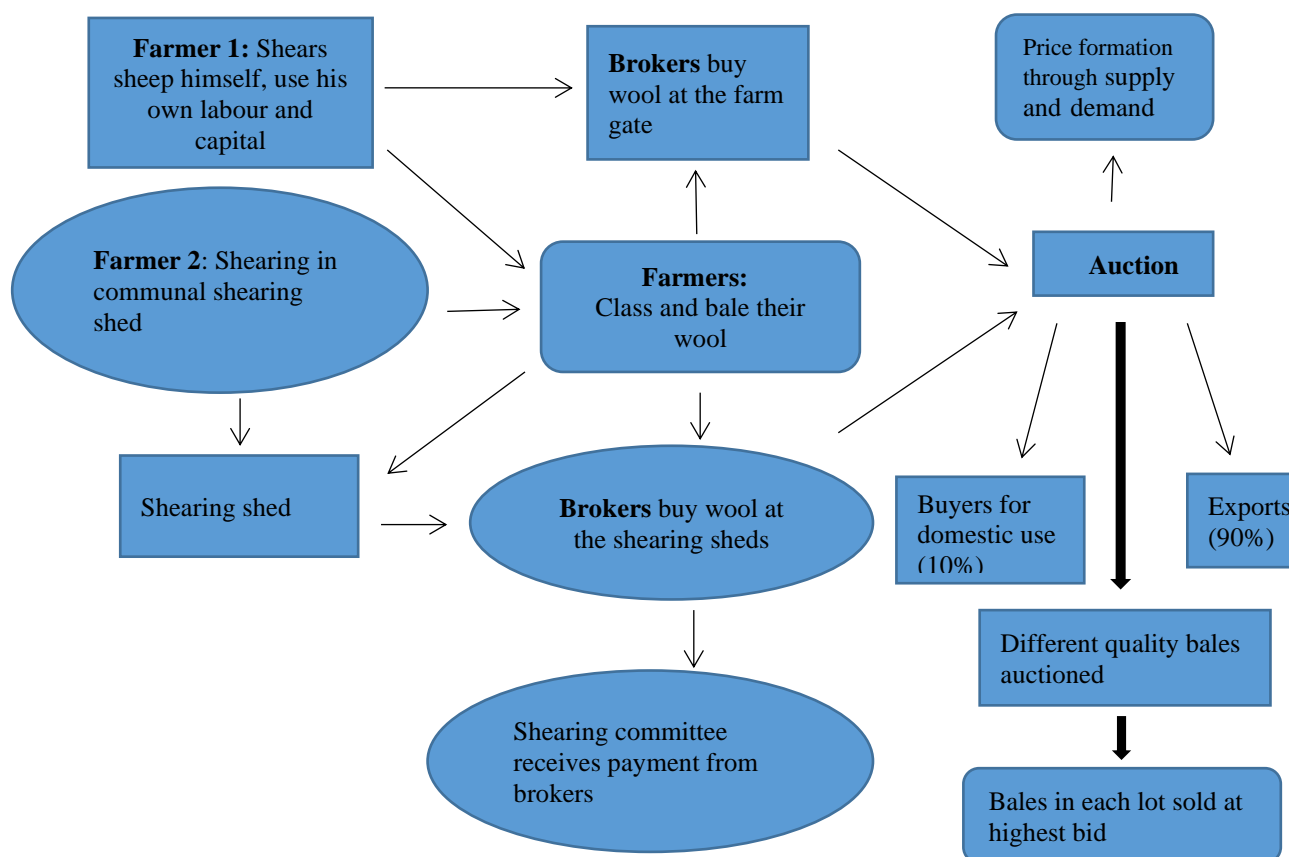 Farmer 1: Shears
sheep himself, use his
own labour and
capital
Brokers buy
wool at the farm
gate
Price formation
through supply
and demand
Farmer 2: Shearing in
communal shearing
shed
Farmers:
Class and bale their
wool
Auction
Shearing shed
Brokers buy wool at
the shearing sheds
Buyers for
domestic use
(10%)
Exports
(90%)
Different quality bales
auctioned
Shearing committee
receives payment from
brokers
Bales in each lot sold at
highest bid